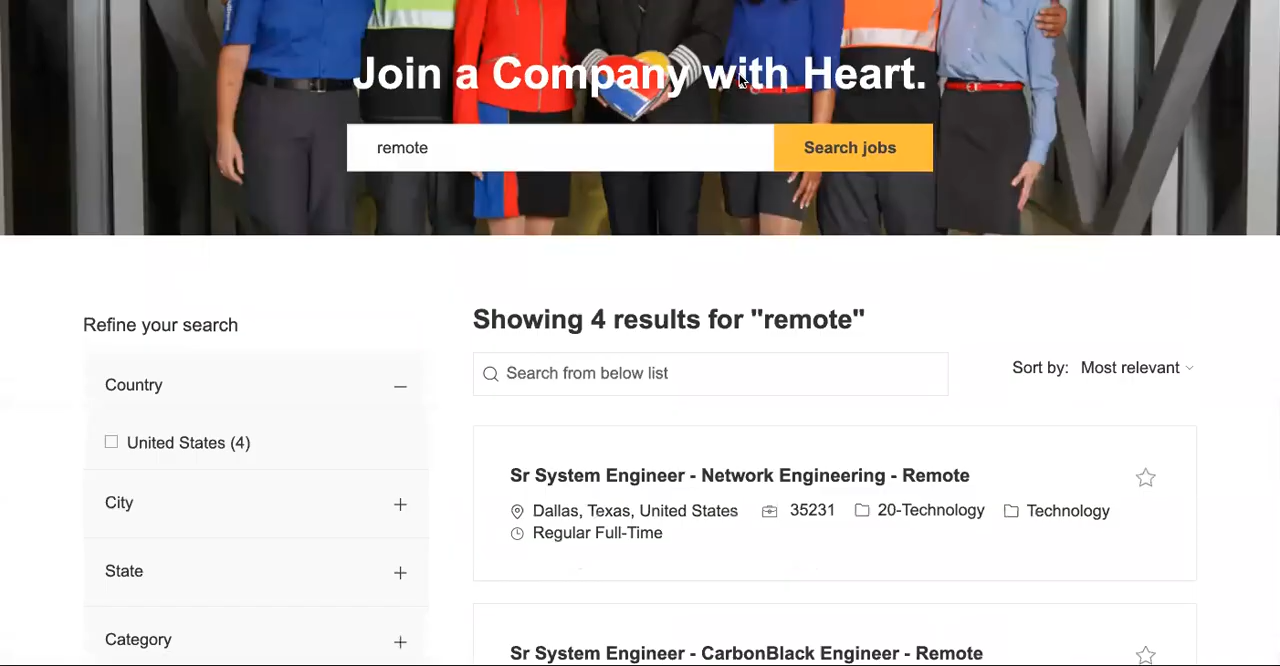 Join a Company with Heart.
remote
Search jobs
Refine your search
Country
United States (4)
City
State
Category
Showing 4 results for "remote"
Search from below list
Sort by: Most relevant
Sr System Engineer - Network Engineering - Remote
Dallas, Texas, United States 35231 20-Technology Technology
Regular Full-Time
Sr System Engineer - CarbonBlack Engineer - Remote